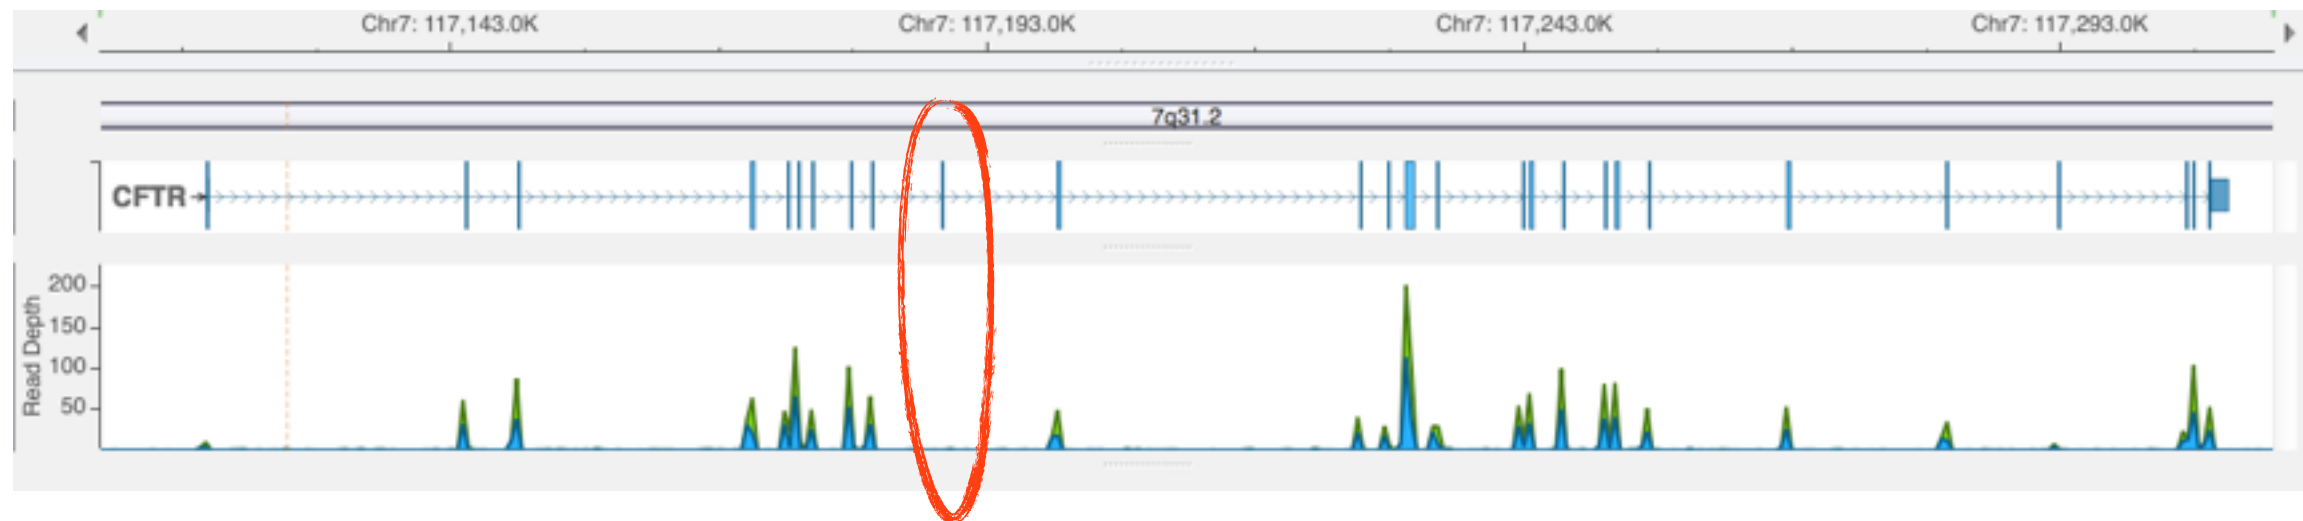 Chr7: 117,143.0K Chr7: 117,193.0K Chr7: 117,243.0K Chr7: 117,293.0K
7q31.2
CFTR
Read Depth
200
150
100
50